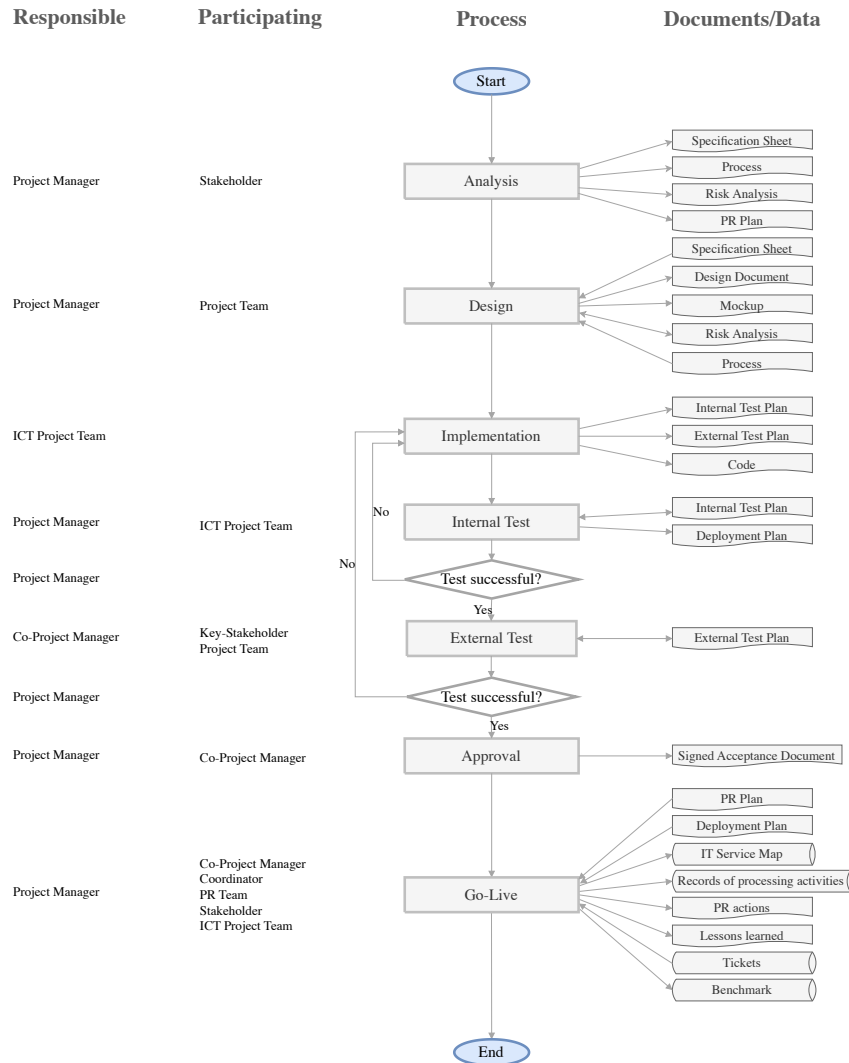 Responsible
Participating
Process
Documents/Data
Start
Project Manager
Stakeholder
Analysis
Specification Sheet
Process
Risk Analysis
PR Plan
Project Manager
Project Team
Design
Specification Sheet
Design Document
Mockup
Risk Analysis
Process
ICT Project Team
Implementation
Internal Test Plan
External Test Plan
Code
Project Manager
ICT Project Team
No
Internal Test
Internal Test Plan
Deployment Plan
Project Manager
No
Test successful?
Yes
Co-Project Manager
Key-Stakeholder
Project Team
External Test
External Test Plan
Project Manager
Test successful?
Yes
Project Manager
Co-Project Manager
Approval
Signed Acceptance Document
Project Manager
Co-Project Manager
Coordinator
PR Team
Stakeholder
ICT Project Team
Go-Live
PR Plan
Deployment Plan
IT Service Map
Records of processing activities
PR actions
Lessons learned
Tickets
Benchmark
End